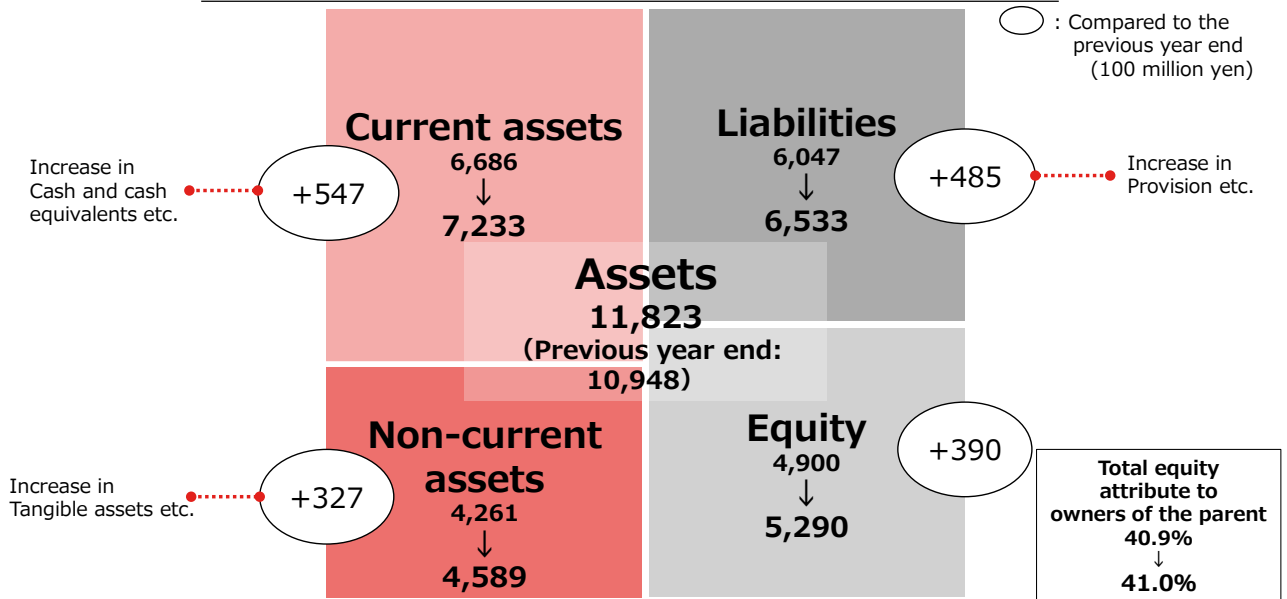 : Compared to the
previous year end
(100 million yen)
Current assets
6,686
↓
7,233
+547
Increase in
Cash and cash
equivalents etc.
Liabilities
6,047
↓
6,533
+485
Increase in
Provision etc.
Assets
11,823
(Previous year end:
10,948)
Non-current
assets
4,261
↓
4,589
+327
Increase in
Tangible assets etc.
Equity
4,900
↓
5,290
+390
Total equity
attribute to
owners of the parent
40.9%
↓
41.0%